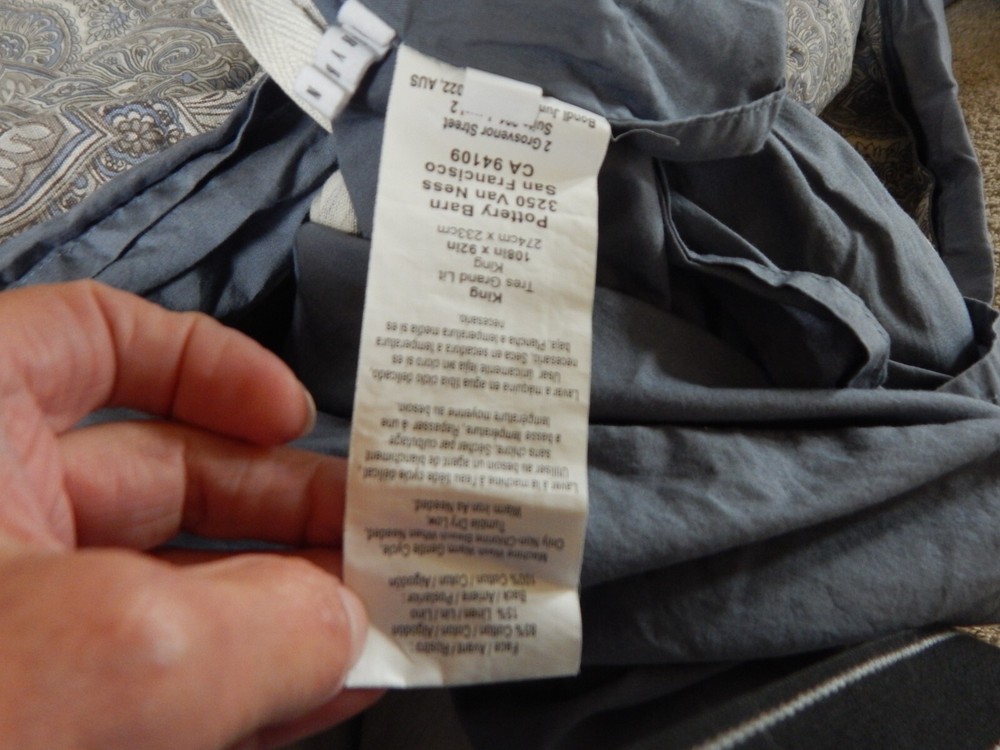 Face / Avant / Rostro :
85% Cotton / Coton / Algodón
15% Linen / Lin / Lino
Back / Arrière / Posterior :
100% Cotton / Coton / Algodón
Machine Wash Warm Gentle Cycle,
Only Non-Chlorine Bleach When Needed,
Tumble Dry Low,
Warm Iron As Needed.
Laver à la machine à l'eau tiède cycle délicat,
Utiliser au besoin un agent de blanchiment
sans chlore, Sécher par culbutage
à basse température, Repasser à une
température moyenne au besoin
Lavar a máquina en agua tibia ciclo delicado,
Usar únicamente lejía sin cloro si es
necesario, Seca en secadora a temperatura
baja, Plancha a temperatura media si es
necesario.
King
Tres Grand Lit
King
108in x 92in
274cm x 233cm
Pottery Barn
3250 Van Ness
San Francisco
CA 94109
2 Grosvenor Street
2
Bondi Jun
022, AUS